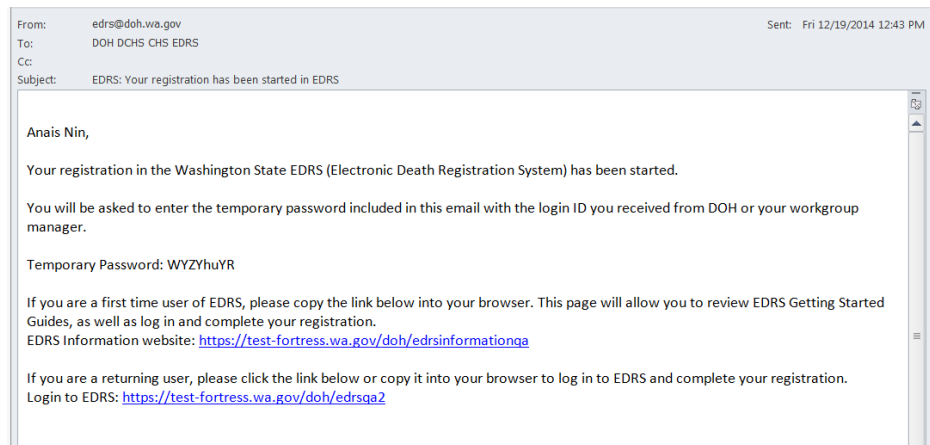 From: edrs@doh.wa.gov Sent: Fri 12/19/2014 12:43 PM
To: DOH DCHS CHS EDRS
Cc:
Subject: EDRS: Your registration has been started in EDRS
Anais Nin,
Your registration in the Washington State EDRS (Electronic Death Registration System) has been started.
You will be asked to enter the temporary password included in this email with the login ID you received from DOH or your workgroup
manager.
Temporary Password: WYZYhuYR
If you are a first time user of EDRS, please copy the link below into your browser. This page will allow you to review EDRS Getting Started
Guides, as well as log in and complete your registration.
EDRS Information website: https://test-fortress.wa.gov/doh/edrsinformationqa
If you are a returning user, please click the link below or copy it into your browser to log in to EDRS and complete your registration.
Login to EDRS: https://test-fortress.wa.gov/doh/edrsqa2